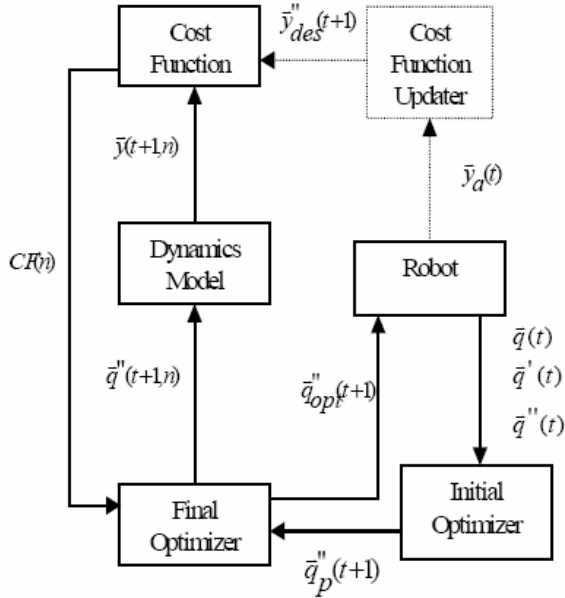 Cost
Function
ȳ"des(t+1)
Cost
Function
Updater
ȳ(t+1,n)
ȳa(t)
CF(n)
Dynamics
Model
Robot
q̄(t)
q̄'(t)
q̄''(t)
q̄"(t+1,n)
q̄"opt(t+1)
Final
Optimizer
Initial
Optimizer
q̄"p(t+1)